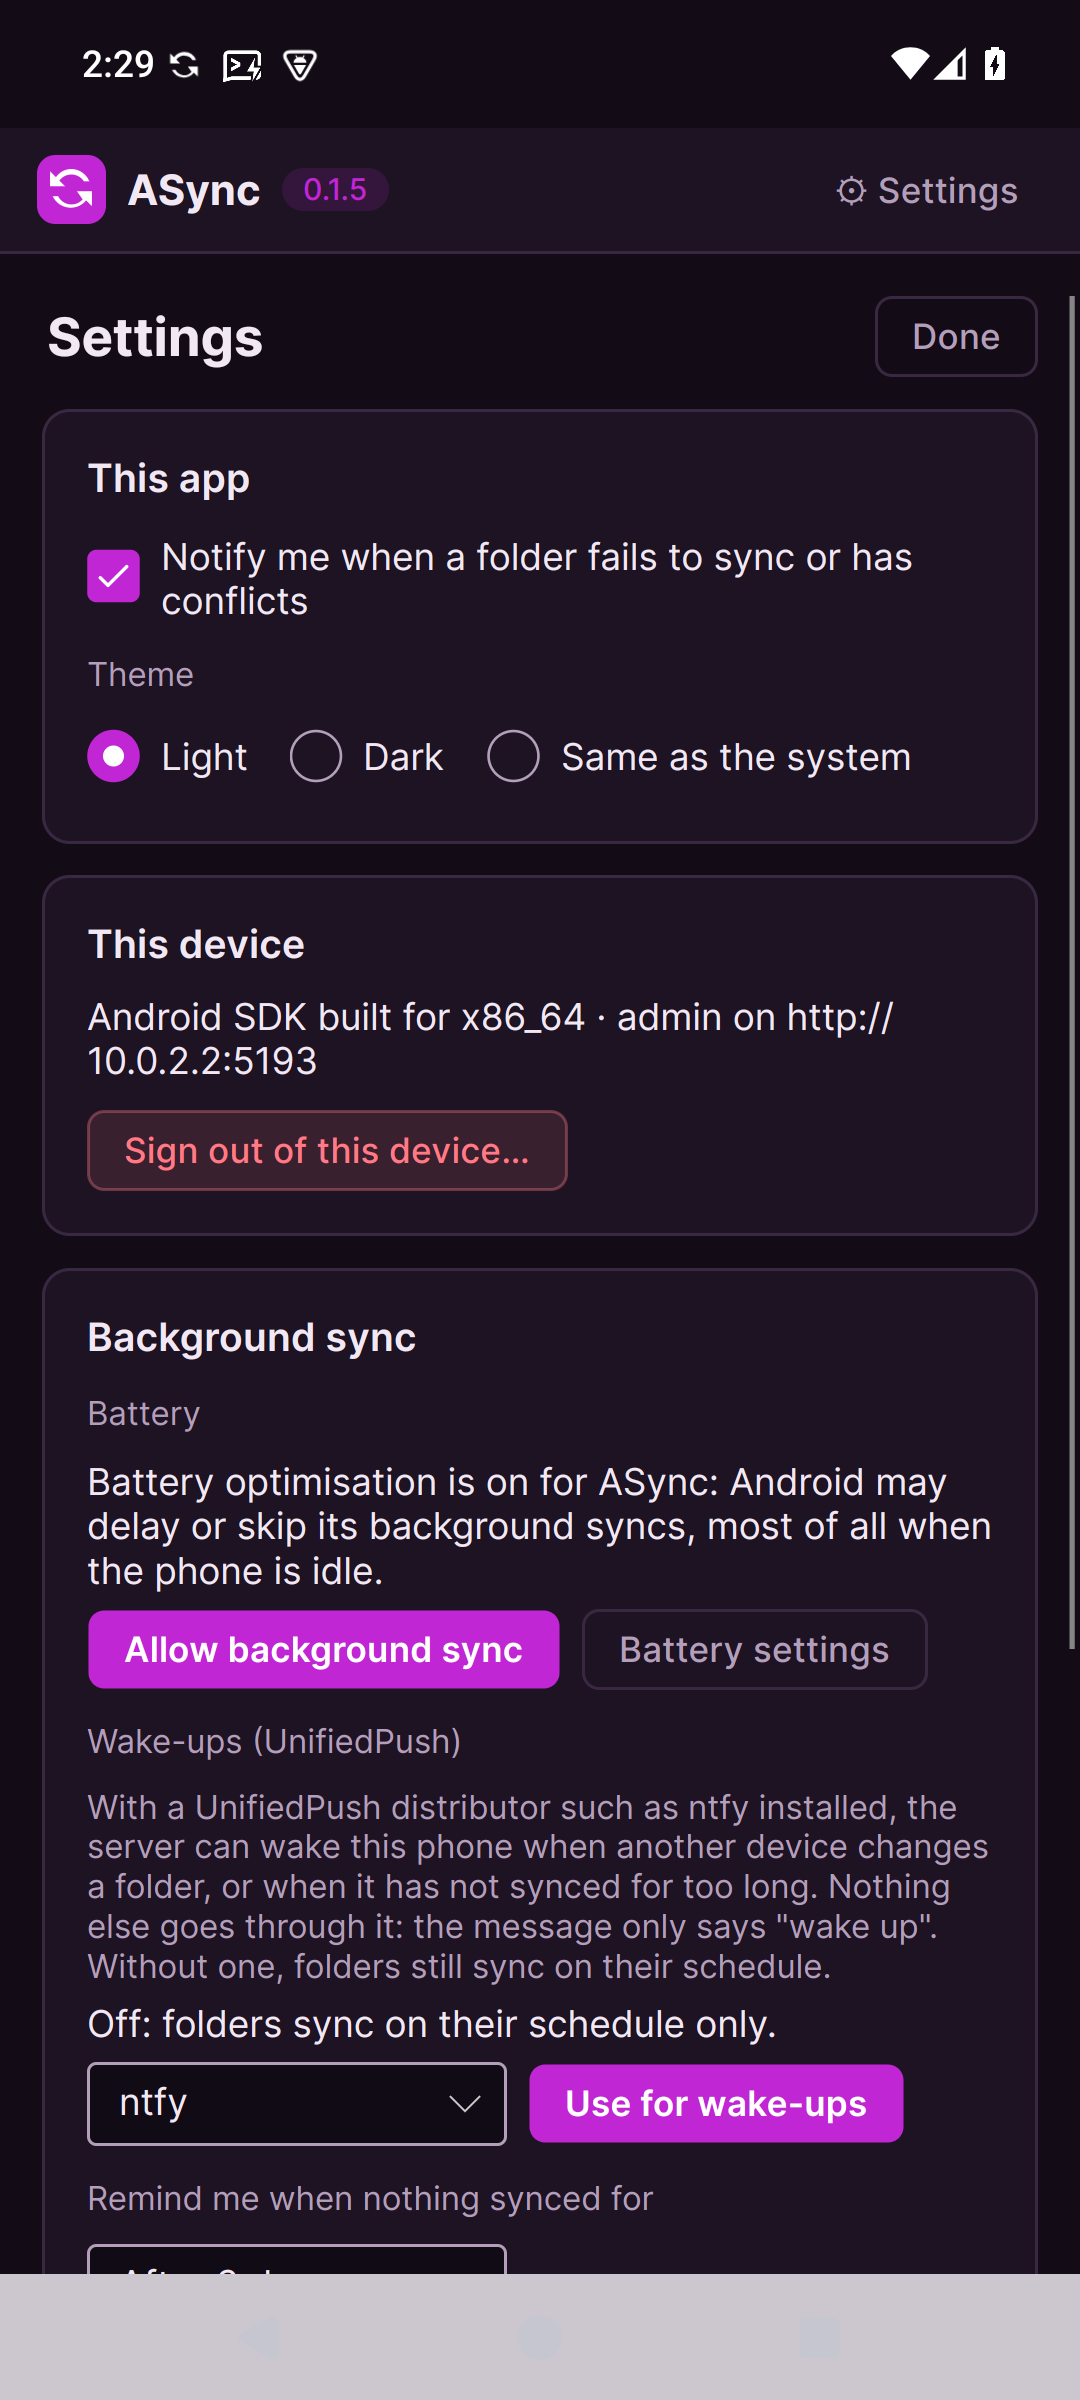 2:29
ASync 0.1.5 Settings
Settings Done
This app
Notify me when a folder fails to sync or has
conflicts
Theme
Light Dark Same as the system
This device
Android SDK built for x86_64 · admin on http://
10.0.2.2:5193
Sign out of this device...
Background sync
Battery
Battery optimisation is on for ASync: Android may
delay or skip its background syncs, most of all when
the phone is idle.
Allow background sync Battery settings
Wake-ups (UnifiedPush)
With a UnifiedPush distributor such as ntfy installed, the
server can wake this phone when another device changes
a folder, or when it has not synced for too long. Nothing
else goes through it: the message only says "wake up".
Without one, folders still sync on their schedule.
Off: folders sync on their schedule only.
ntfy Use for wake-ups
Remind me when nothing synced for